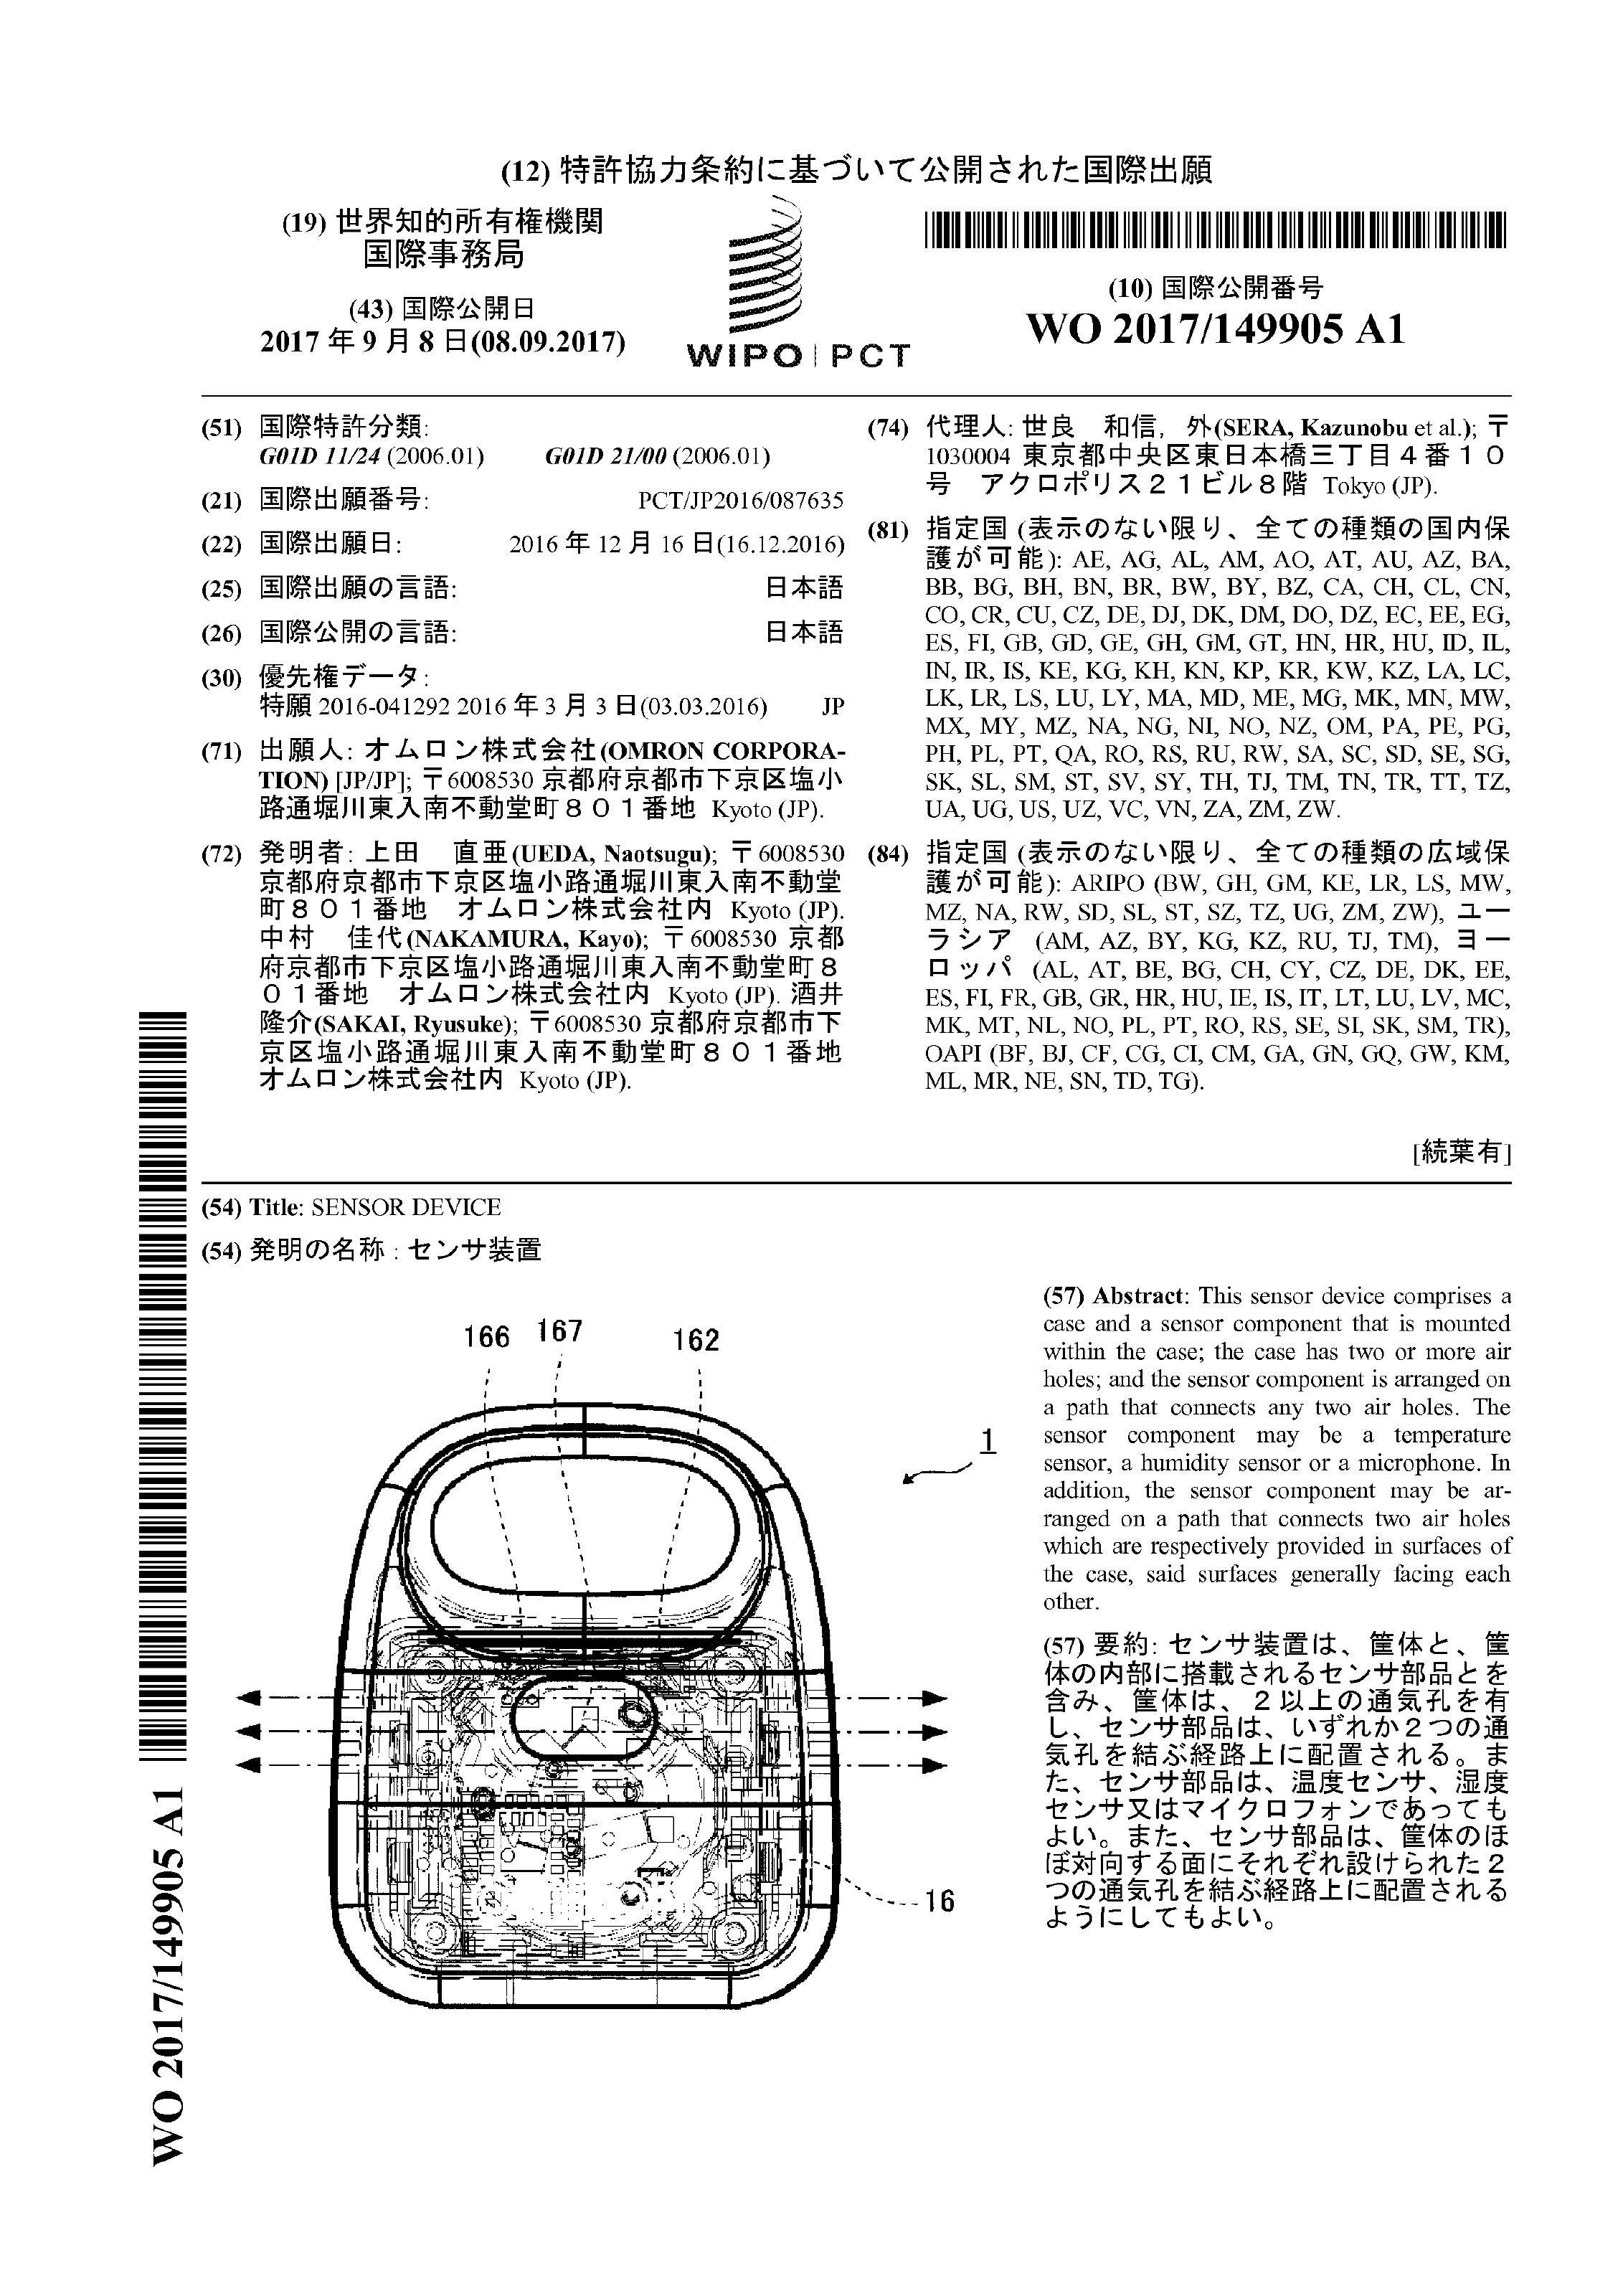 (12) 特許協力条約に基づいて公開された国際出願
(19) 世界知的所有権機関
国際事務局
(43) 国際公開日
2017 年 9 月 8 日(08.09.2017)
WIPO | PCT
(10) 国際公開番号
WO 2017/149905 A1
(51) 国際特許分類:
G01D 11/24 (2006.01) G01D 21/00 (2006.01)
(21) 国際出願番号: PCT/JP2016/087635
(22) 国際出願日: 2016 年 12 月 16 日(16.12.2016)
(25) 国際出願の言語: 日本語
(26) 国際公開の言語: 日本語
(30) 優先権データ:
特願 2016-041292 2016 年 3 月 3 日(03.03.2016) JP
(71) 出願人: オムロン株式会社(OMRON CORPORA-
TION) [JP/JP]; 〒6008530 京都府京都市下京区塩小
路通堀川東入南不動堂町８０１番地 Kyoto (JP).
(72) 発明者: 上田 直亜(UEDA, Naotsugu); 〒6008530
京都府京都市下京区塩小路通堀川東入南不動堂
町８０１番地 オムロン株式会社内 Kyoto (JP).
中村 佳代(NAKAMURA, Kayo); 〒6008530 京都
府京都市下京区塩小路通堀川東入南不動堂町８
０１番地 オムロン株式会社内 Kyoto (JP). 酒井
隆介(SAKAI, Ryusuke); 〒6008530 京都府京都市下
京区塩小路通堀川東入南不動堂町８０１番地
オムロン株式会社内 Kyoto (JP).
(74) 代理人: 世良 和信, 外(SERA, Kazunobu et al.); 〒
1030004 東京都中央区東日本橋三丁目４番１０
号 アクロポリス２１ビル８階 Tokyo (JP).
(81) 指定国 (表示のない限り、全ての種類の国内保
護が可能): AE, AG, AL, AM, AO, AT, AU, AZ, BA,
BB, BG, BH, BN, BR, BW, BY, BZ, CA, CH, CL, CN,
CO, CR, CU, CZ, DE, DJ, DK, DM, DO, DZ, EC, EE, EG,
ES, FI, GB, GD, GE, GH, GM, GT, HN, HR, HU, ID, IL,
IN, IR, IS, KE, KG, KH, KN, KP, KR, KW, KZ, LA, LC,
LK, LR, LS, LU, LY, MA, MD, ME, MG, MK, MN, MW,
MX, MY, MZ, NA, NG, NI, NO, NZ, OM, PA, PE, PG,
PH, PL, PT, QA, RO, RS, RU, RW, SA, SC, SD, SE, SG,
SK, SL, SM, ST, SV, SY, TH, TJ, TM, TN, TR, TT, TZ,
UA, UG, US, UZ, VC, VN, ZA, ZM, ZW.
(84) 指定国 (表示のない限り、全ての種類の広域保
護が可能): ARIPO (BW, GH, GM, KE, LR, LS, MW,
MZ, NA, RW, SD, SL, ST, SZ, TZ, UG, ZM, ZW), ユー
ラシア (AM, AZ, BY, KG, KZ, RU, TJ, TM), ヨー
ロッパ (AL, AT, BE, BG, CH, CY, CZ, DE, DK, EE,
ES, FI, FR, GB, GR, HR, HU, IE, IS, IT, LT, LU, LV, MC,
MK, MT, NL, NO, PL, PT, RO, RS, SE, SI, SK, SM, TR),
OAPI (BF, BJ, CF, CG, CI, CM, GA, GN, GQ, GW, KM,
ML, MR, NE, SN, TD, TG).
[続葉有]
(54) Title: SENSOR DEVICE
(54) 発明の名称 : センサ装置
166 167 162
1
16
(57) Abstract: This sensor device comprises a
case and a sensor component that is mounted
within the case; the case has two or more air
holes; and the sensor component is arranged on
a path that connects any two air holes. The
sensor component may be a temperature
sensor, a humidity sensor or a microphone. In
addition, the sensor component may be ar-
ranged on a path that connects two air holes
which are respectively provided in surfaces of
the case, said surfaces generally facing each
other.
(57) 要約: センサ装置は、筐体と、筐
体の内部に搭載されるセンサ部品とを
含み、筐体は、２以上の通気孔を有
し、センサ部品は、いずれか２つの通
気孔を結ぶ経路上に配置される。ま
た、センサ部品は、温度センサ、湿度
センサ又はマイクロフォンであっても
よい。また、センサ部品は、筐体のほ
ぼ対向する面にそれぞれ設けられた２
つの通気孔を結ぶ経路上に配置される
ようにしてもよい。
WO 2017/149905 A1